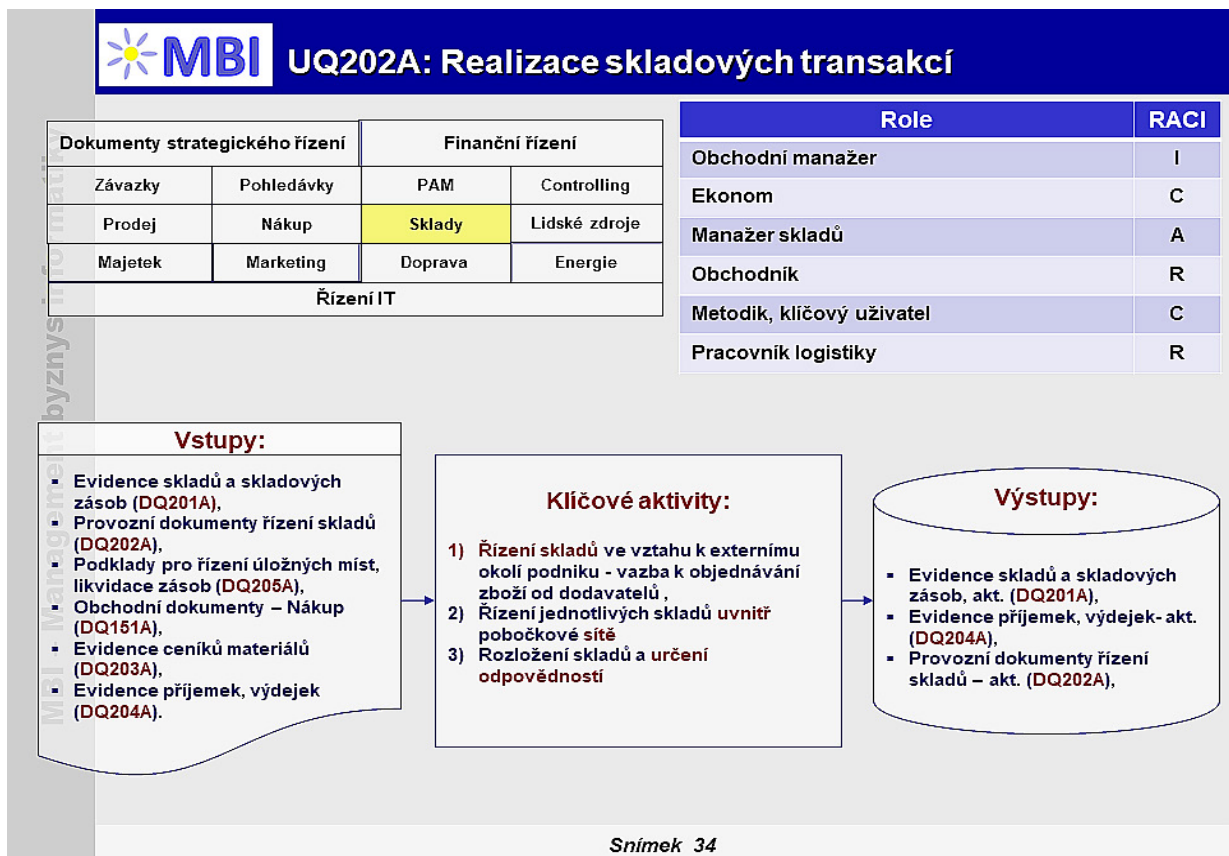 MBI
UQ202A: Realizace skladových transakcí
Dokumenty strategického řízení Finanční řízení
Závazky Pohledávky PAM Controlling
Prodej Nákup Sklady Lidské zdroje
Majetek Marketing Doprava Energie
Řízení IT
Role RACI
Obchodní manažer I
Ekonom C
Manažer skladů A
Obchodník R
Metodik, klíčový uživatel C
Pracovník logistiky R
MBI - Management byznys informatiky
Vstupy:
▪ Evidence skladů a skladových
zásob (DQ201A),
▪ Provozní dokumenty řízení skladů
(DQ202A),
▪ Podklady pro řízení úložných míst,
likvidace zásob (DQ205A),
▪ Obchodní dokumenty – Nákup
(DQ151A),
▪ Evidence ceníků materiálů
(DQ203A),
▪ Evidence příjemek, výdejek
(DQ204A).
Klíčové aktivity:
1) Řízení skladů ve vztahu k externímu
okolí podniku - vazba k objednávání
zboží od dodavatelů ,
2) Řízení jednotlivých skladů uvnitř
pobočkové sítě
3) Rozložení skladů a určení
odpovědností
Výstupy:
▪ Evidence skladů a skladových
zásob, akt. (DQ201A),
▪ Evidence příjemek, výdejek- akt.
(DQ204A),
▪ Provozní dokumenty řízení
skladů – akt. (DQ202A),
Snímek 34